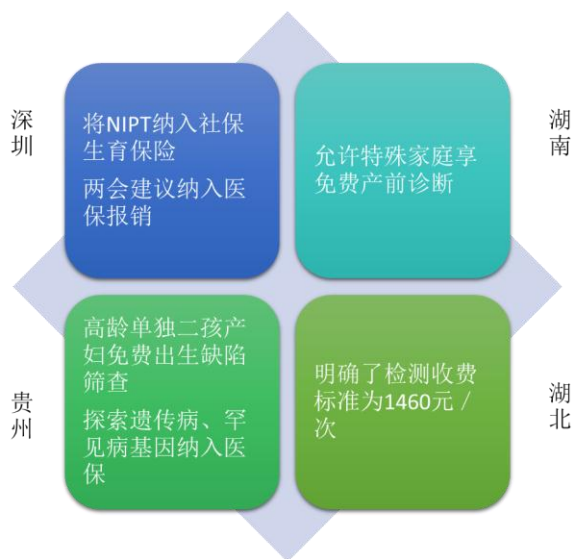 深
圳
将NIPT纳入社保
生育保险
两会建议纳入医
保报销
允许特殊家庭享
免费产前诊断
湖
南
贵
州
高龄单独二孩产
妇免费出生缺陷
筛查
探索遗传病、罕
见病基因纳入医
保
明确了检测收费
标准为1460元/
次
湖
北